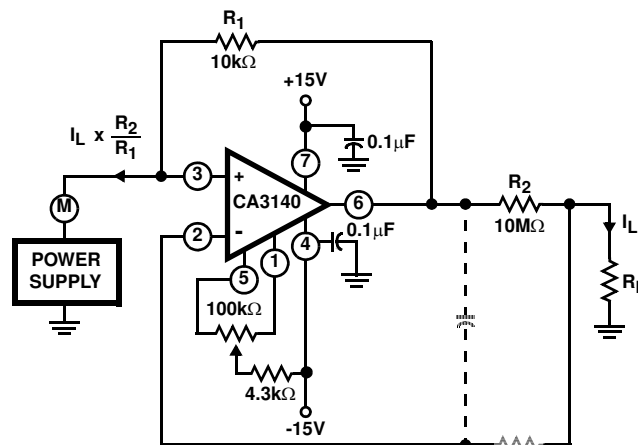 R1
10kΩ
+15V
IL x R2/R1
0.1µF
7
3
+
CA3140
6
R2
10MΩ
IL
M
2
-
0.1µF
4
1
5
POWER
SUPPLY
100kΩ
4.3kΩ
-15V